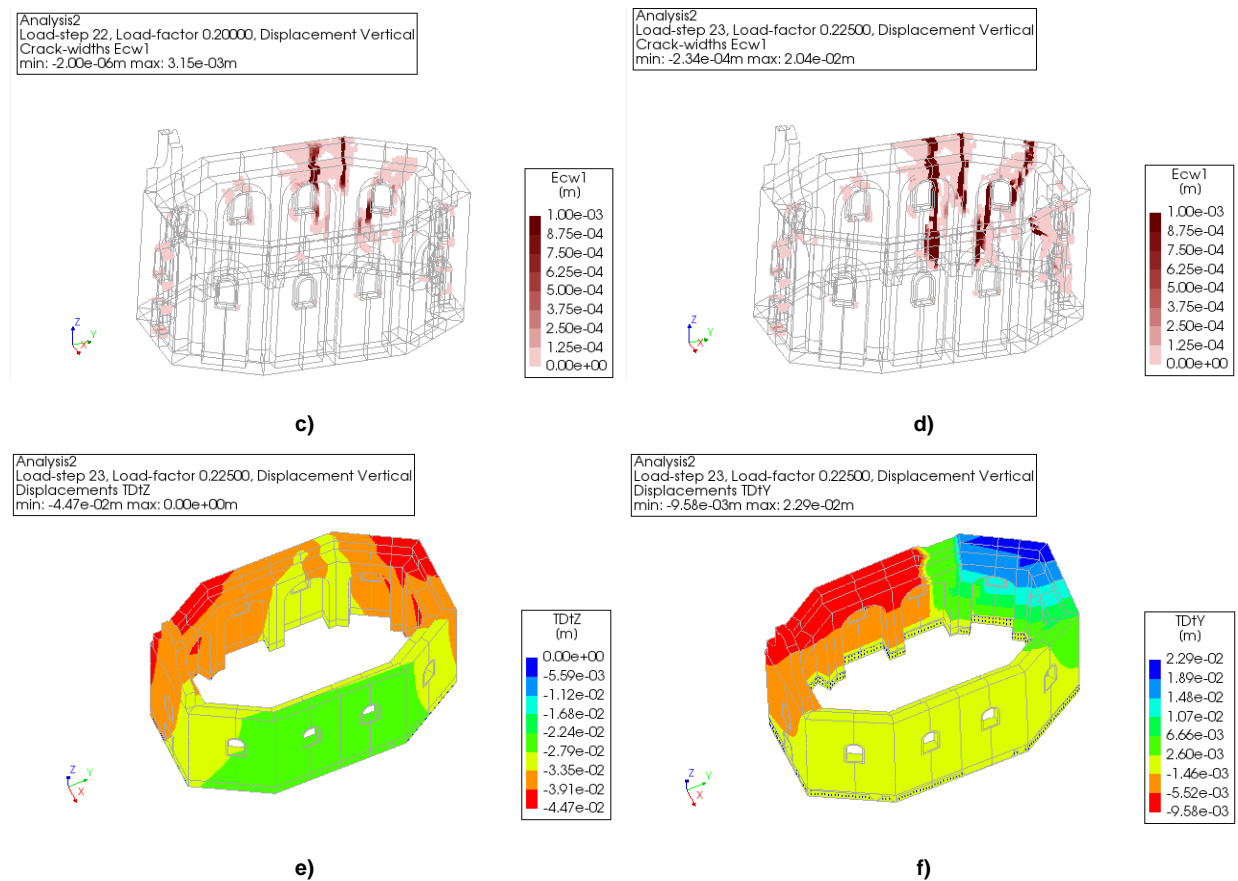 Analysis2
Load-step 22, Load-factor 0.20000, Displacement Vertical
Crack-widths Ecw1
min: -2.00e-06m max: 3.15e-03m
Ecw1
(m)
1.00e-03
8.75e-04
7.50e-04
6.25e-04
5.00e-04
3.75e-04
2.50e-04
1.25e-04
0.00e+00
Z
Y
X
c)
Analysis2
Load-step 23, Load-factor 0.22500, Displacement Vertical
Crack-widths Ecw1
min: -2.34e-04m max: 2.04e-02m
Ecw1
(m)
1.00e-03
8.75e-04
7.50e-04
6.25e-04
5.00e-04
3.75e-04
2.50e-04
1.25e-04
0.00e+00
Z
Y
X
d)
Analysis2
Load-step 23, Load-factor 0.22500, Displacement Vertical
Displacements TDtZ
min: -4.47e-02m max: 0.00e+00m
TDtZ
(m)
0.00e+00
-5.59e-03
-1.12e-02
-1.68e-02
-2.24e-02
-2.79e-02
-3.35e-02
-3.91e-02
-4.47e-02
Z
Y
X
e)
Analysis2
Load-step 23, Load-factor 0.22500, Displacement Vertical
Displacements TDtY
min: -9.58e-03m max: 2.29e-02m
TDtY
(m)
2.29e-02
1.89e-02
1.48e-02
1.07e-02
6.66e-03
2.60e-03
-1.46e-03
-5.52e-03
-9.58e-03
Z
Y
X
f)